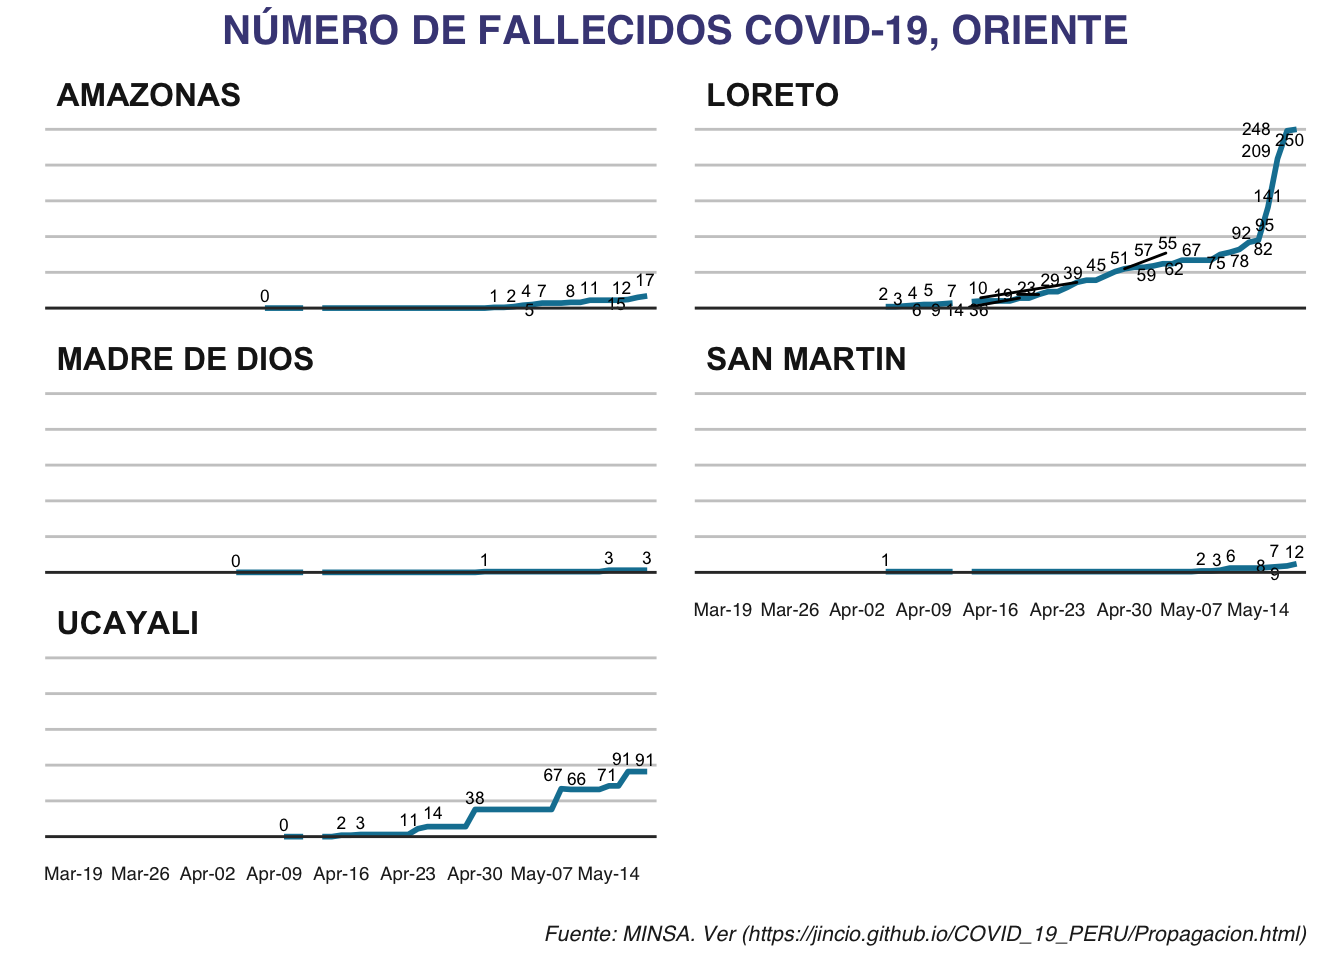 NÚMERO DE FALLECIDOS COVID-19, ORIENTE
AMAZONAS
0 1 2 4 5 7 8 11 15 12 17
LORETO
2 3 4 6 5 9 7 14 10 36 19 23 29 39 45 51 57 59 55 62 67 75 78 92 82 95 141 209 248 250
MADRE DE DIOS
0 1 3 3
SAN MARTIN
1 2 3 6 8 7 9 12
Mar-19 Mar-26 Apr-02 Apr-09 Apr-16 Apr-23 Apr-30 May-07 May-14
UCAYALI
0 2 3 11 14 38 67 66 71 91 91
Mar-19 Mar-26 Apr-02 Apr-09 Apr-16 Apr-23 Apr-30 May-07 May-14
Fuente: MINSA. Ver (https://jincio.github.io/COVID_19_PERU/Propagacion.html)